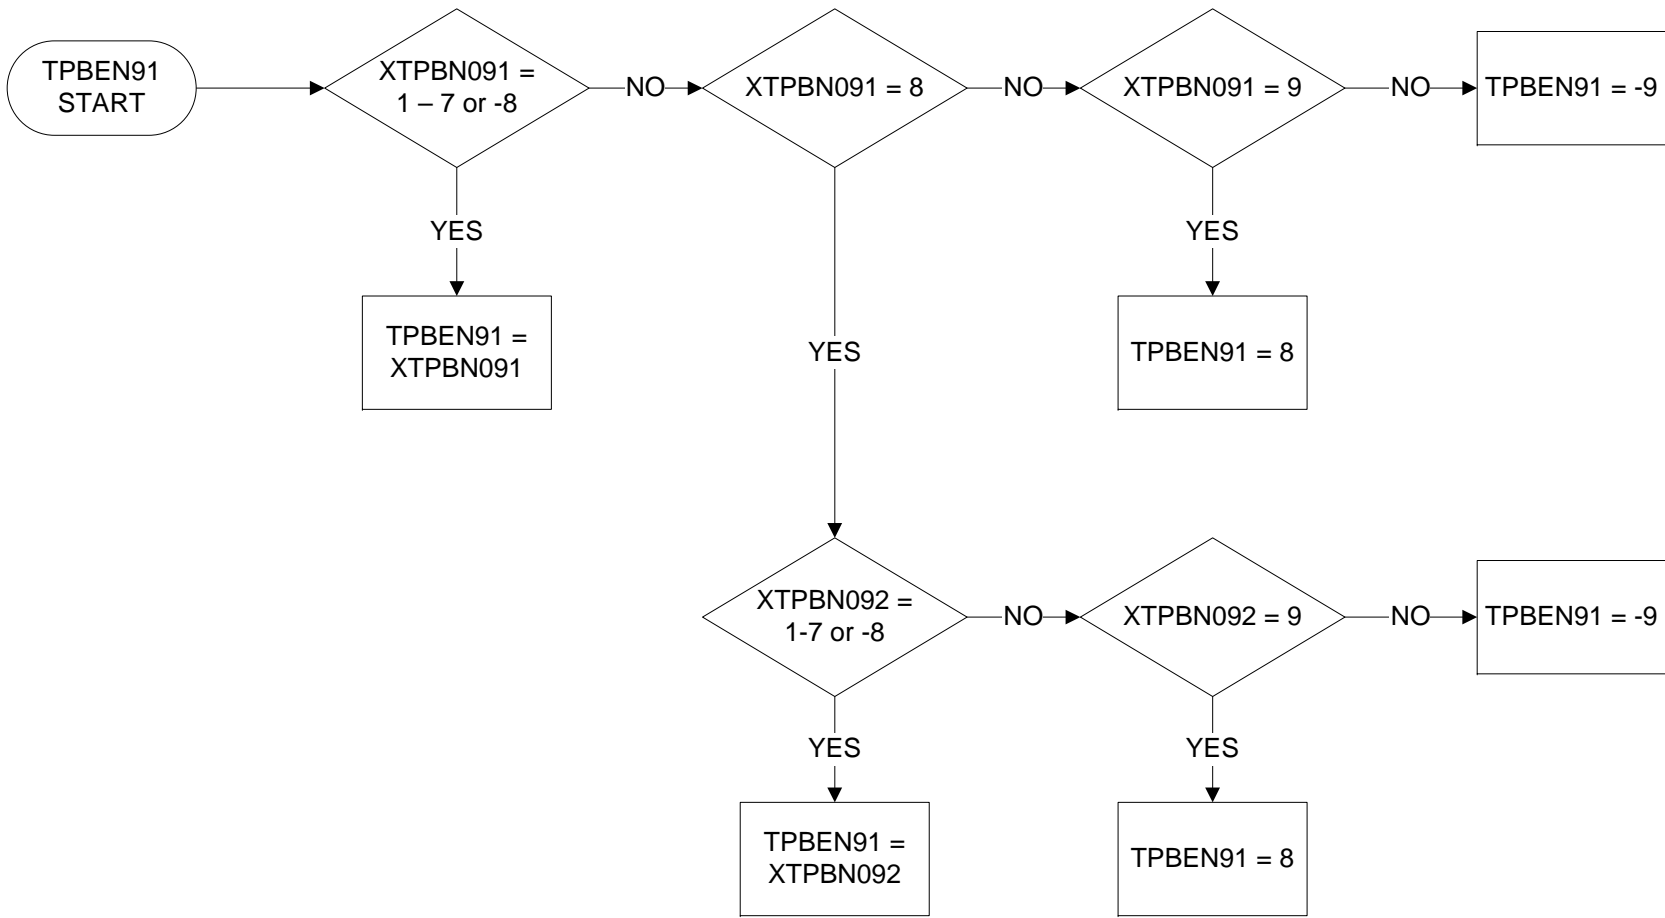 TPBEN91
START
XTPBN091 =
1 – 7 or -8
NO
XTPBN091 = 8
NO
XTPBN091 = 9
NO
TPBEN91 = -9
YES
TPBEN91 =
XTPBN091
YES
YES
TPBEN91 = 8
XTPBN092 =
1-7 or -8
NO
XTPBN092 = 9
NO
TPBEN91 = -9
YES
TPBEN91 =
XTPBN092
YES
TPBEN91 = 8